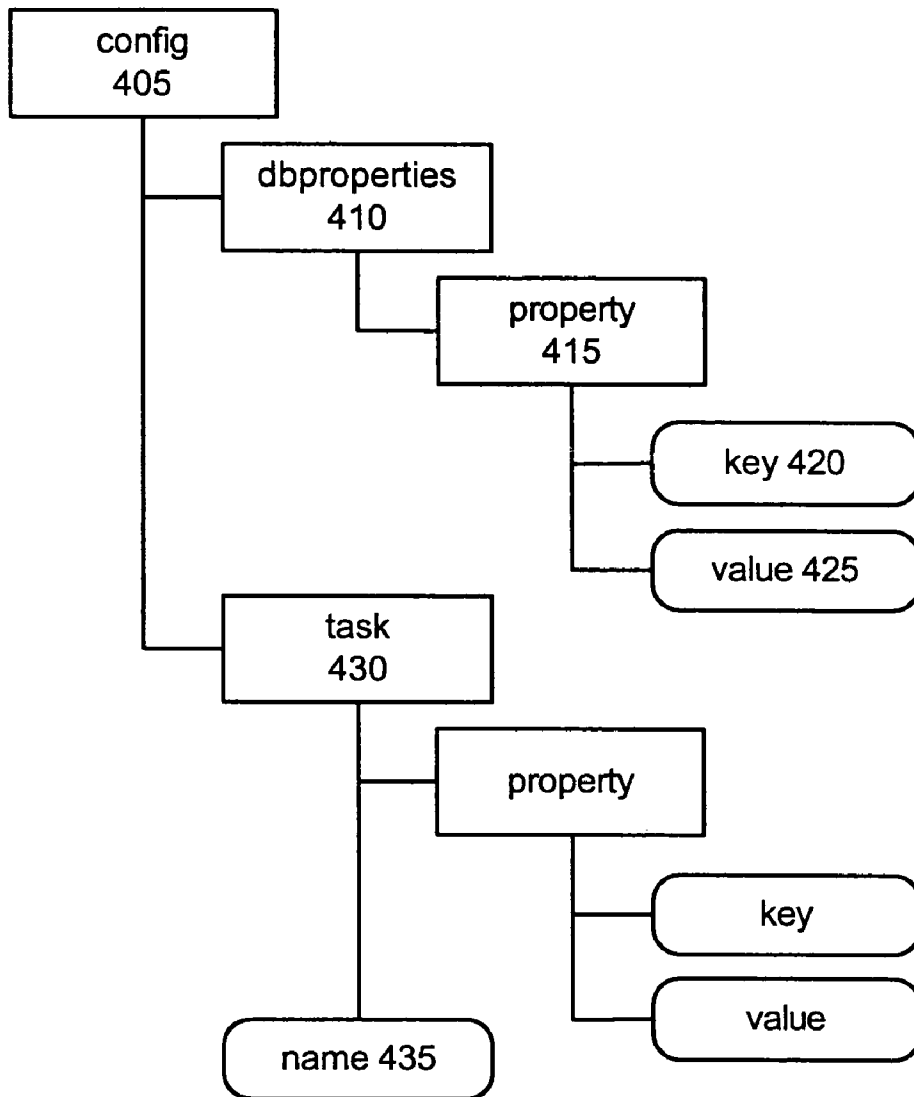 config
405
dbproperties
410
property
415
key 420
value 425
task
430
property
key
value
name 435